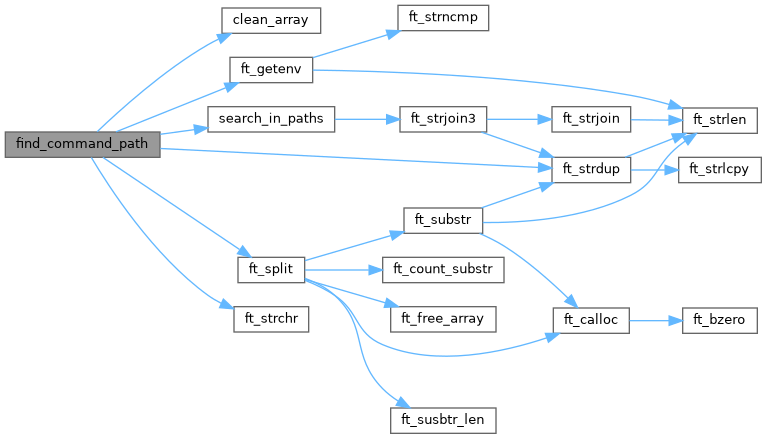 find_command_path
clean_array
ft_getenv
search_in_paths
ft_split
ft_strchr
ft_strncmp
ft_strjoin3
ft_substr
ft_count_substr
ft_free_array
ft_susbtr_len
ft_strjoin
ft_strdup
ft_calloc
ft_strlen
ft_strlcpy
ft_bzero